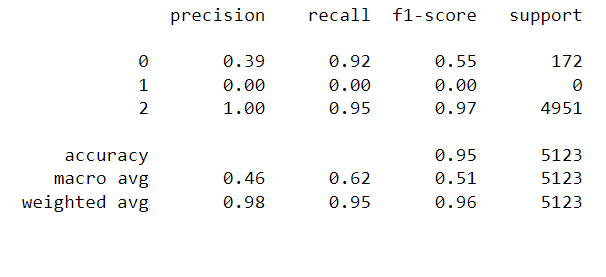 precision recall f1-score support
0 0.39 0.92 0.55 172
1 0.00 0.00 0.00 0
2 1.00 0.95 0.97 4951
accuracy 0.95 5123
macro avg 0.46 0.62 0.51 5123
weighted avg 0.98 0.95 0.96 5123